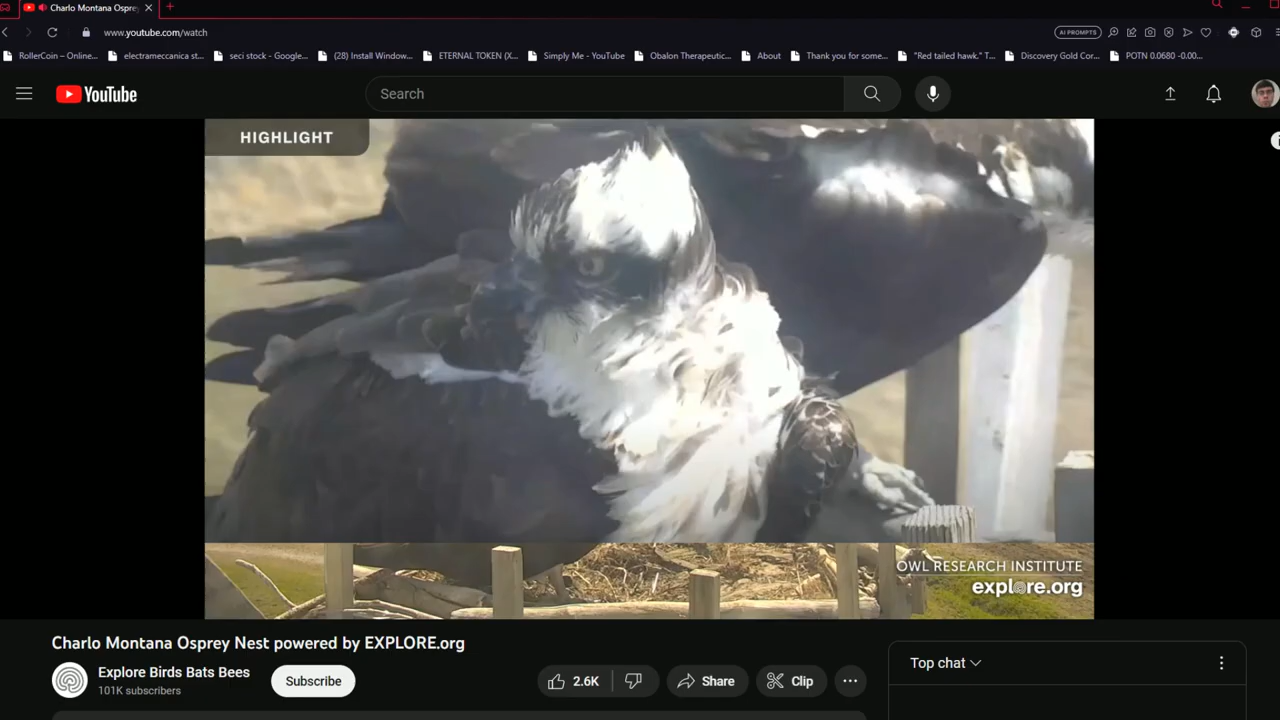 Charlo Montana Osprey
www.youtube.com/watch
AI PROMPTS
RollerCoin – Online...
electrameccanica st...
seci stock - Google...
(28) Install Window...
ETERNAL TOKEN (X...
Simply Me - YouTube
Obalon Therapeutic...
About
Thank you for some...
"Red tailed hawk." T...
Discovery Gold Cor...
POTN 0.0680 -0.00...
YouTube
Search
HIGHLIGHT
OWL RESEARCH INSTITUTE
explore.org
Charlo Montana Osprey Nest powered by EXPLORE.org
Explore Birds Bats Bees
101K subscribers
Subscribe
2.6K
Share
Clip
Top chat